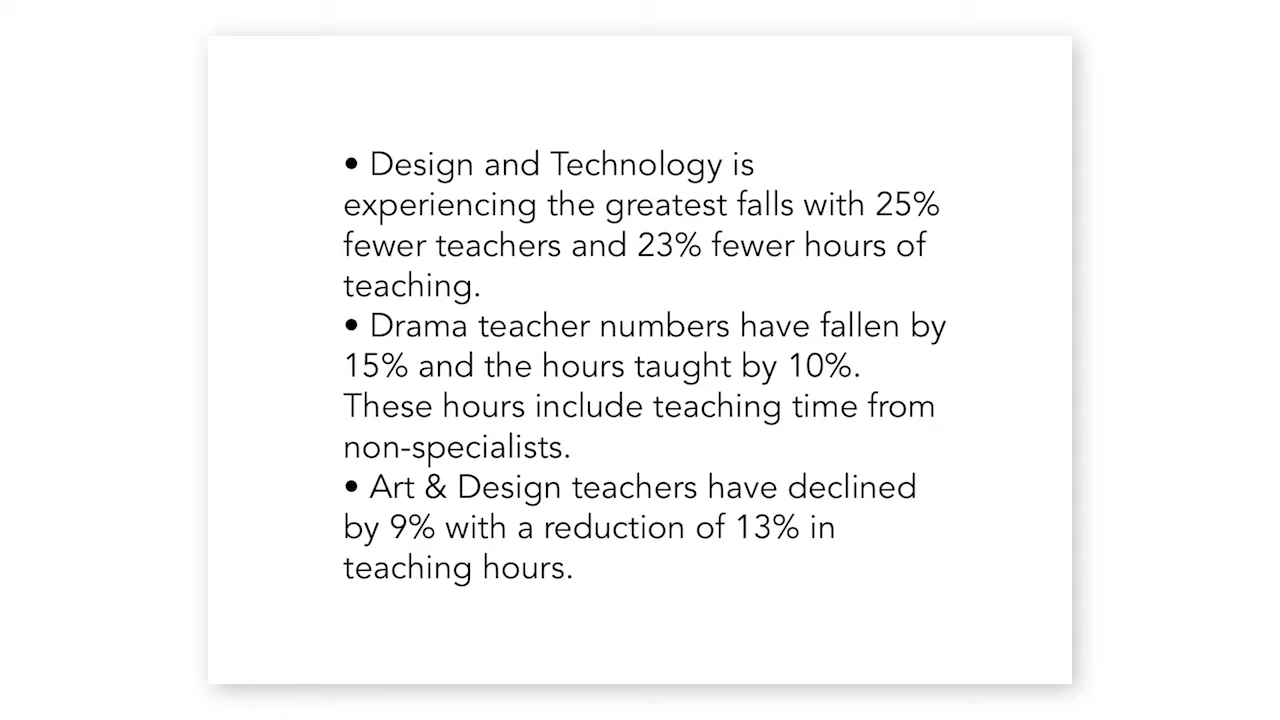 • Design and Technology is
experiencing the greatest falls with 25%
fewer teachers and 23% fewer hours of
teaching.
• Drama teacher numbers have fallen by
15% and the hours taught by 10%.
These hours include teaching time from
non-specialists.
• Art & Design teachers have declined
by 9% with a reduction of 13% in
teaching hours.